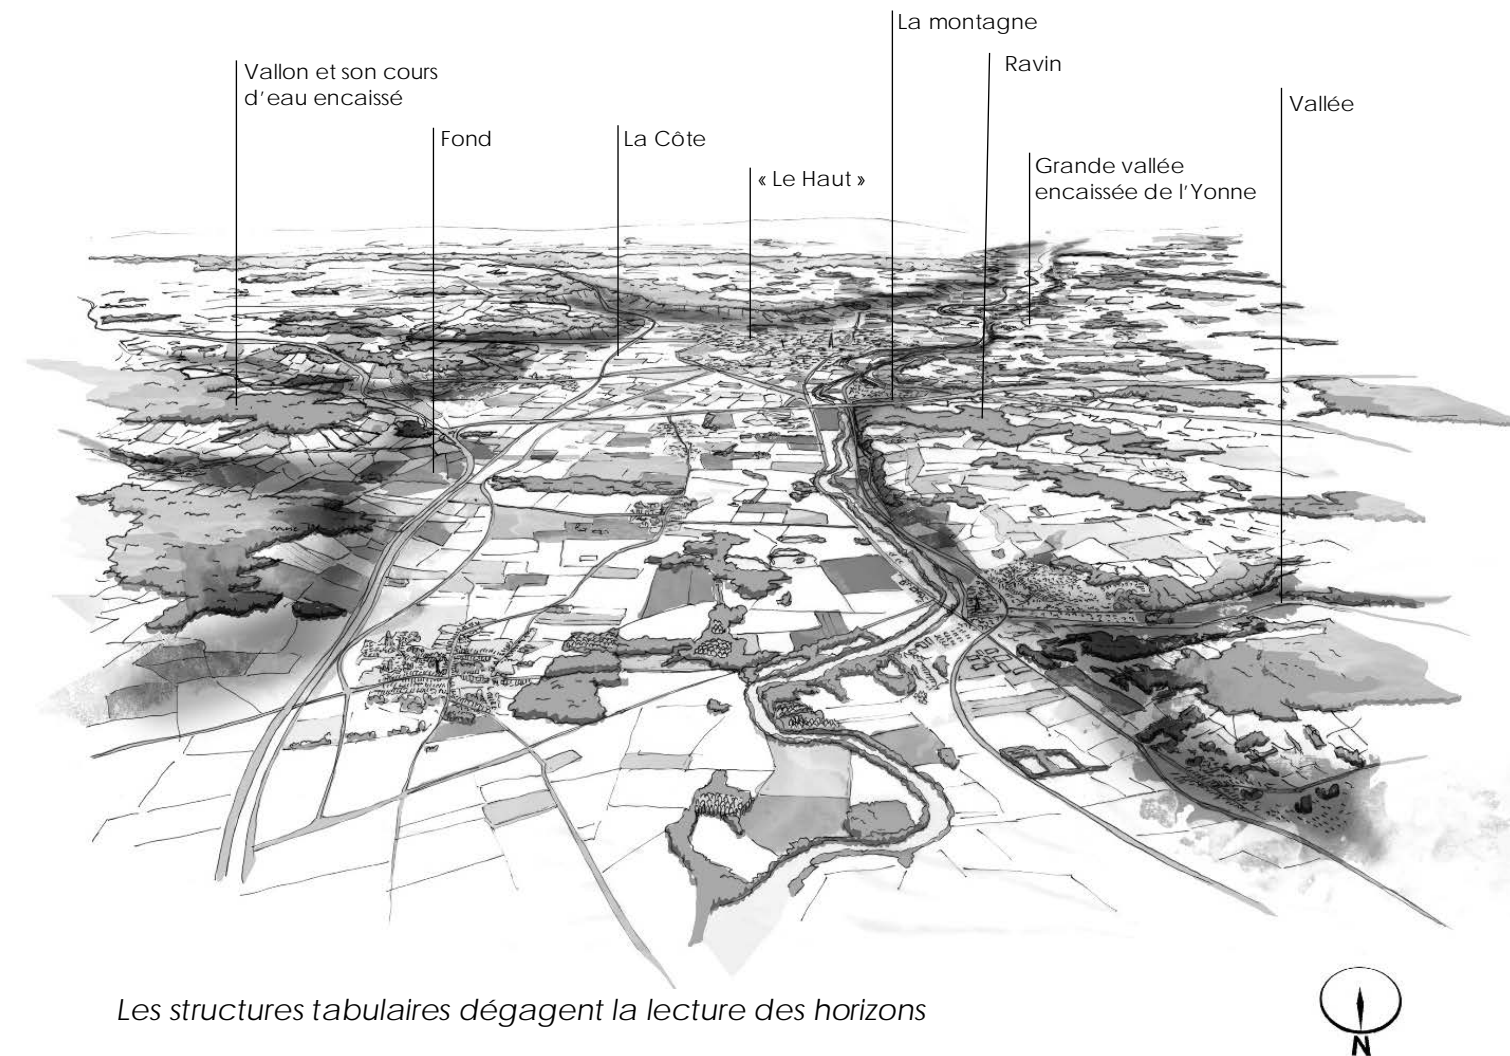 La montagne
Ravin
Vallon et son cours
d'eau encaissé
Vallée
Fond
La Côte
Grande vallée
encaissée de l'Yonne
« Le Haut »
Les structures tabulaires dégagent la lecture des horizons
N